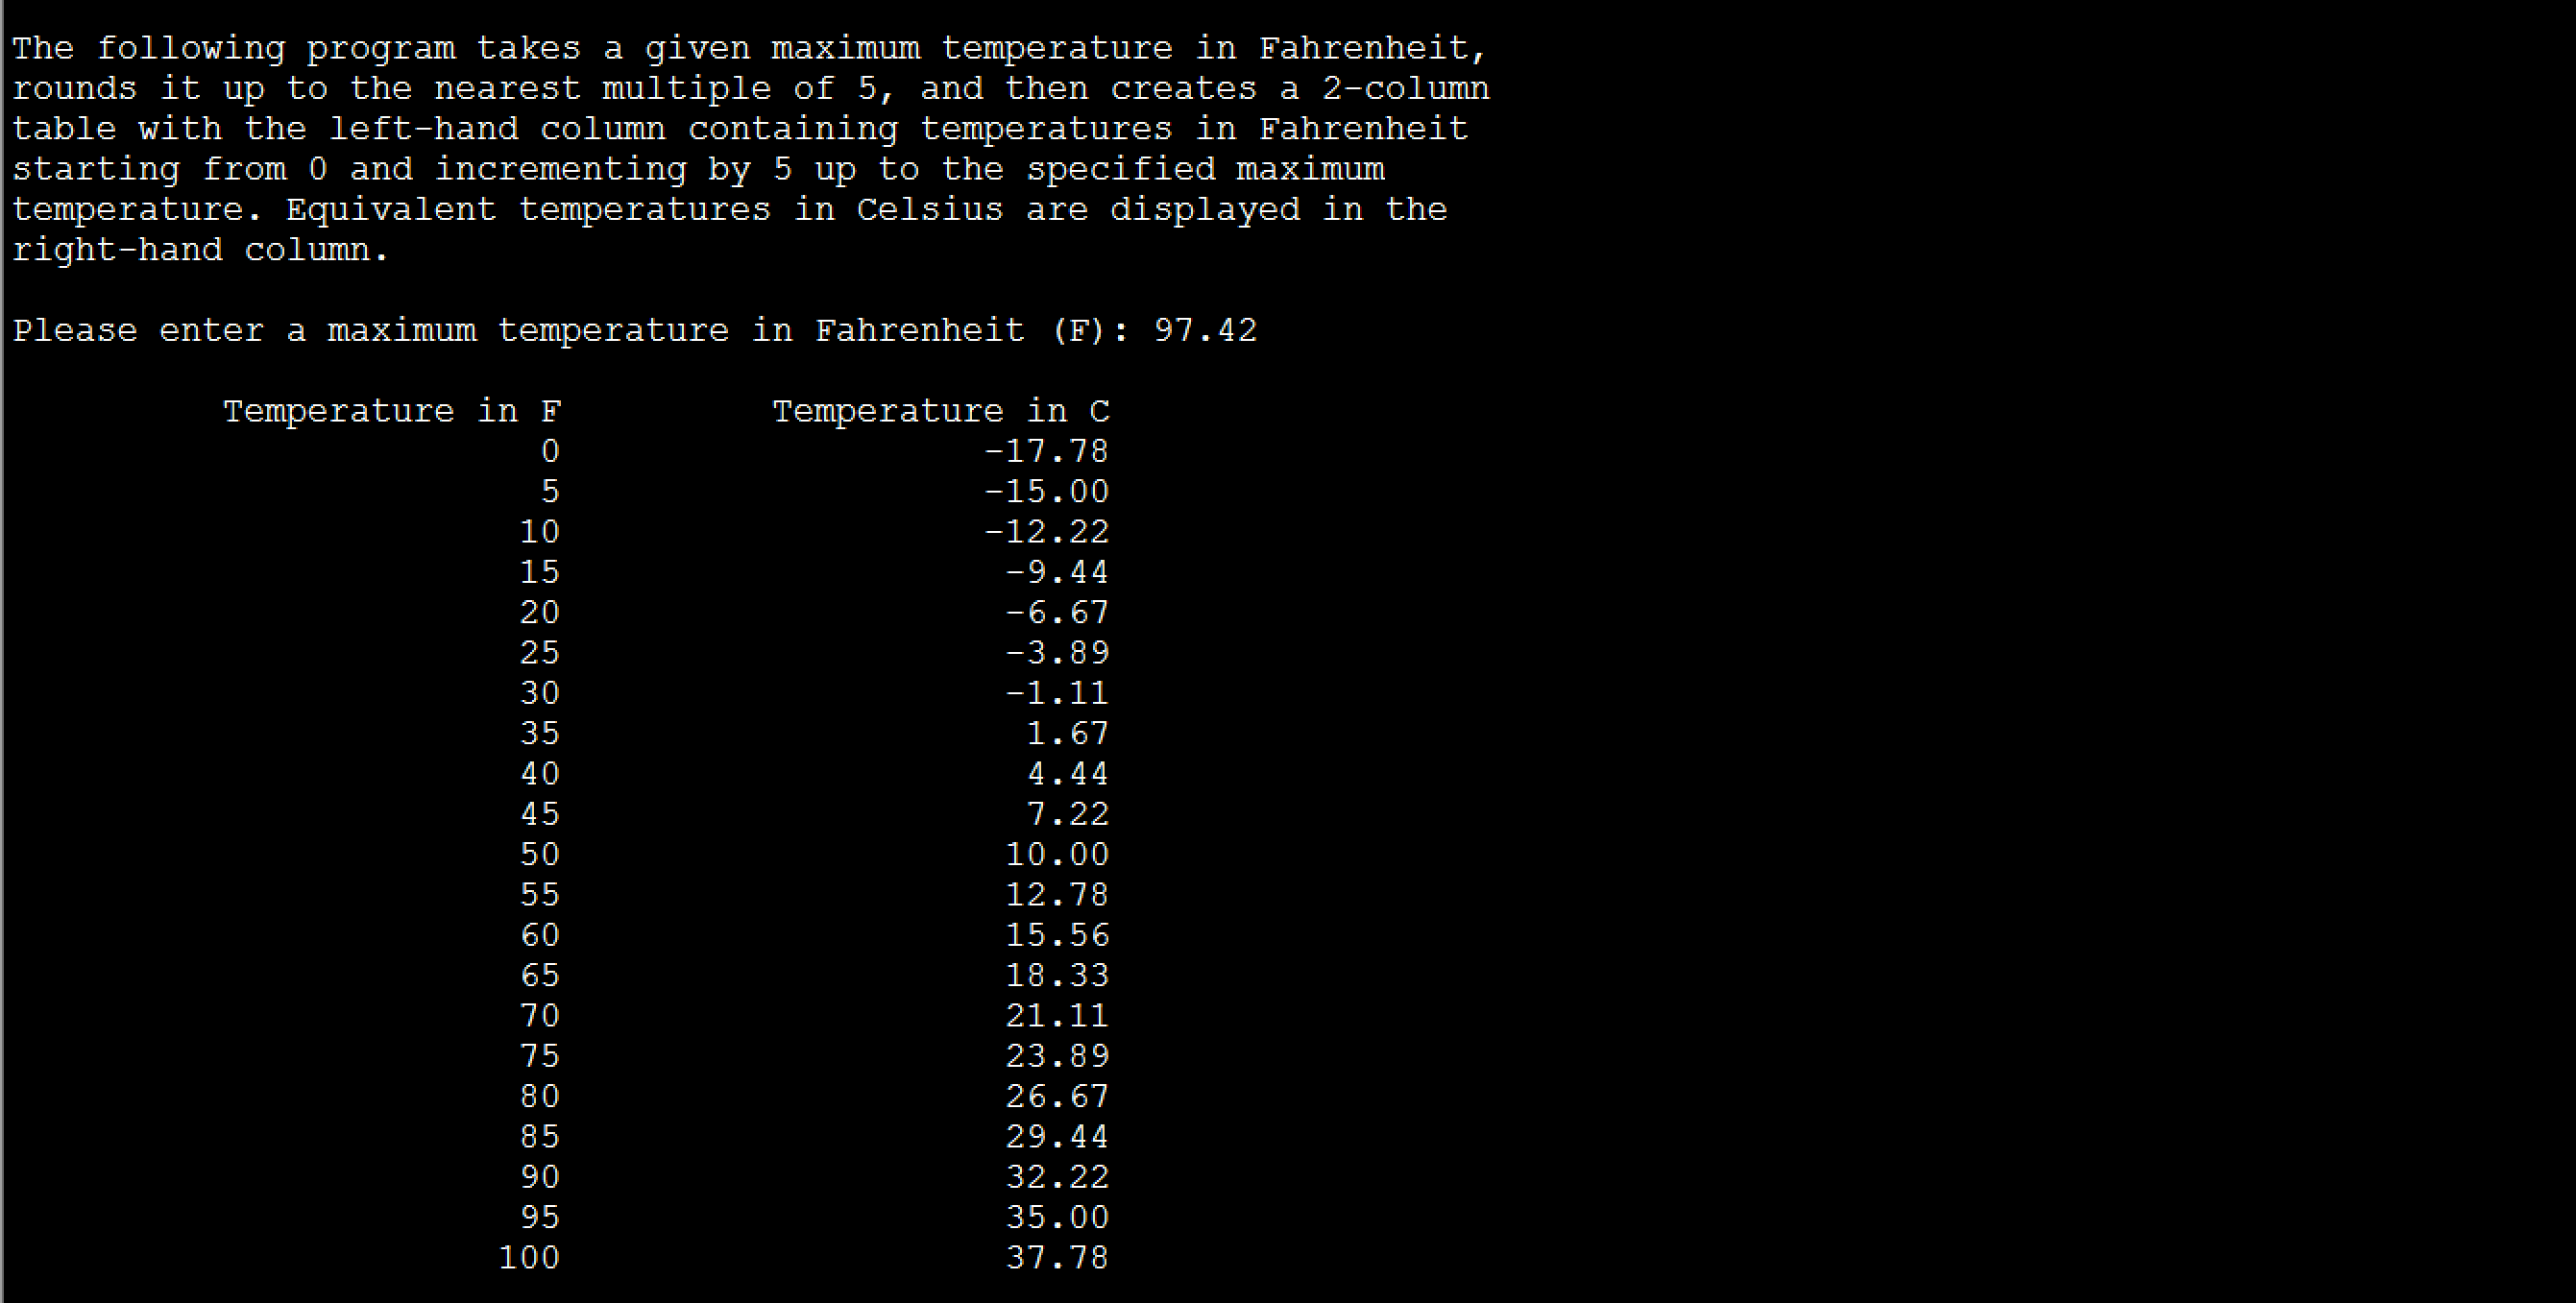 The following program takes a given maximum temperature in Fahrenheit,
rounds it up to the nearest multiple of 5, and then creates a 2-column
table with the left-hand column containing temperatures in Fahrenheit
starting from 0 and incrementing by 5 up to the specified maximum
temperature. Equivalent temperatures in Celsius are displayed in the
right-hand column.
Please enter a maximum temperature in Fahrenheit (F): 97.42
Temperature in F Temperature in C
0 -17.78
5 -15.00
10 -12.22
15 -9.44
20 -6.67
25 -3.89
30 -1.11
35 1.67
40 4.44
45 7.22
50 10.00
55 12.78
60 15.56
65 18.33
70 21.11
75 23.89
80 26.67
85 29.44
90 32.22
95 35.00
100 37.78